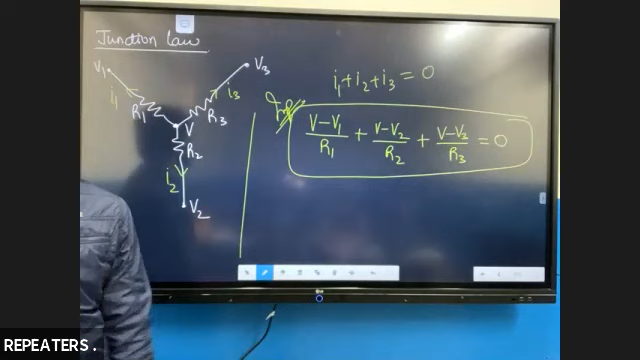 Junction law
V₁
V₃
i₁
i₃
R₁
V
R₃
R₂
i₂
V₂
i₁+i₂+i₃ = 0
(V-V₁)/R₁ + (V-V₂)/R₂ + (V-V₃)/R₃ = 0
REPEATERS.